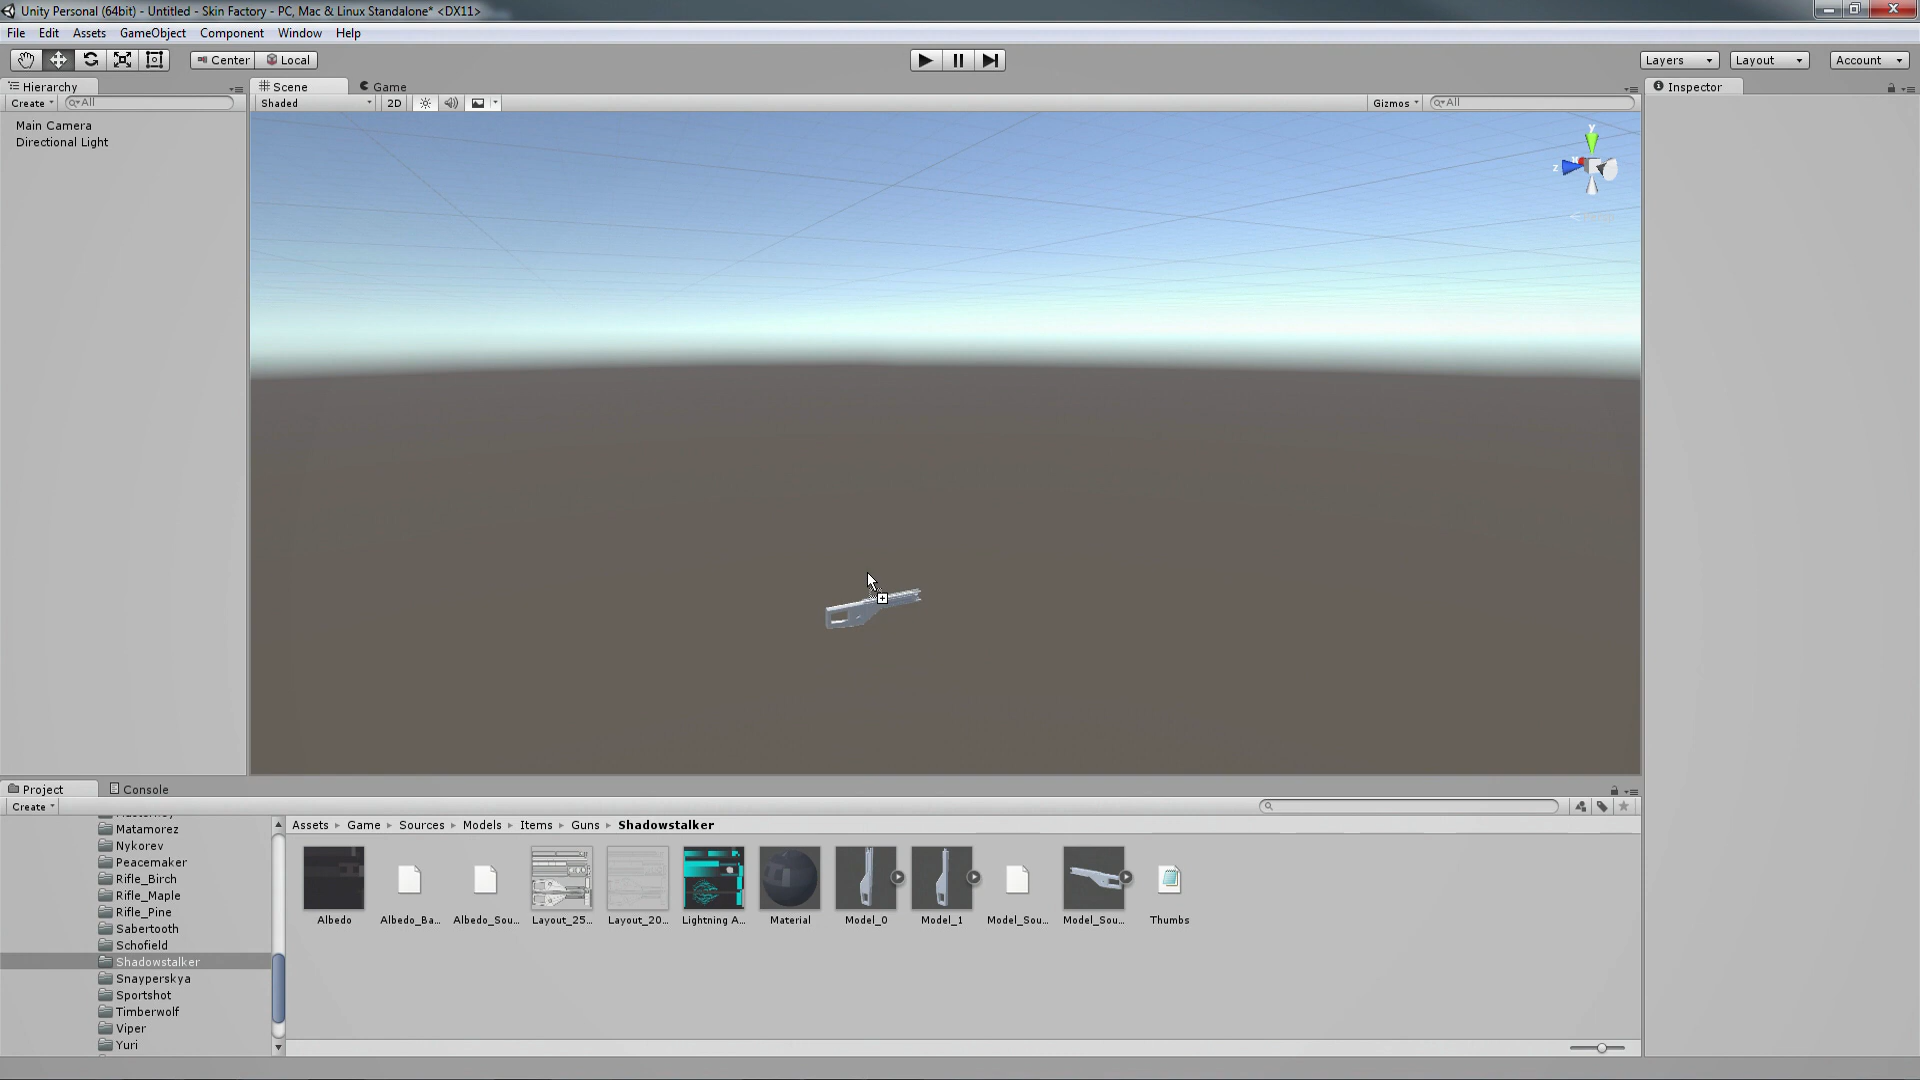 Unity Personal (64bit) - Untitled - Skin Factory - PC, Mac & Linux Standalone* <DX11>
File Edit Assets GameObject Component Window Help
Center Local Layers Layout Account
Hierarchy Scene Game Inspector
Create All Shaded 2D Gizmos All
Main Camera
Directional Light
y
x
z
Project Console
Create
Assets Game Sources Models Items Guns Shadowstalker
Matamorez
Nykorev
Peacemaker
Rifle_Birch
Rifle_Maple
Rifle_Pine
Sabertooth
Schofield
Shadowstalker
Snayperskya
Sportshot
Timberwolf
Viper
Yuri
Albedo Albedo_Ba... Albedo_Sou... Layout_25... Layout_20... Lightning A... Material Model_0 Model_1 Model_Sou... Model_Sou... Thumbs